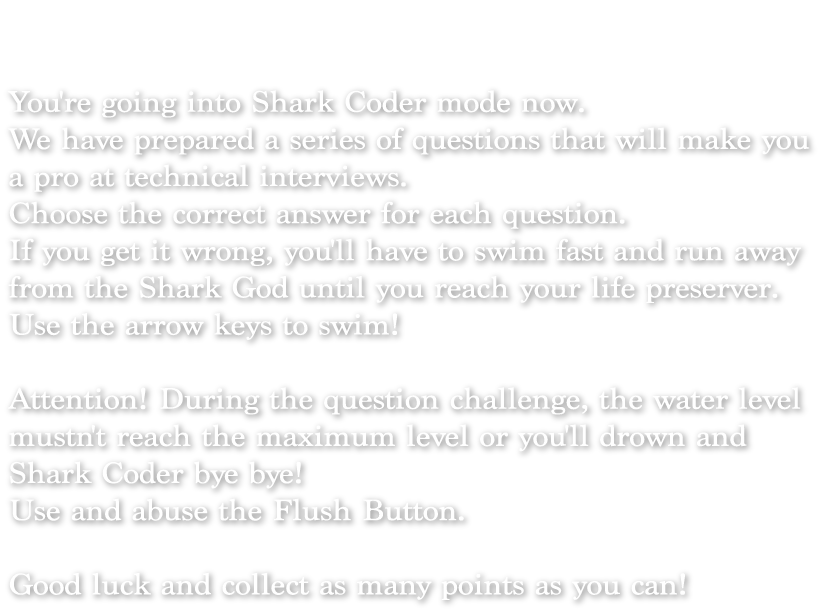 You're going into Shark Coder mode now.
We have prepared a series of questions that will make you
a pro at technical interviews.
Choose the correct answer for each question.
If you get it wrong, you'll have to swim fast and run away
from the Shark God until you reach your life preserver.
Use the arrow keys to swim!
Attention! During the question challenge, the water level
mustn't reach the maximum level or you'll drown and
Shark Coder bye bye!
Use and abuse the Flush Button.
Good luck and collect as many points as you can!